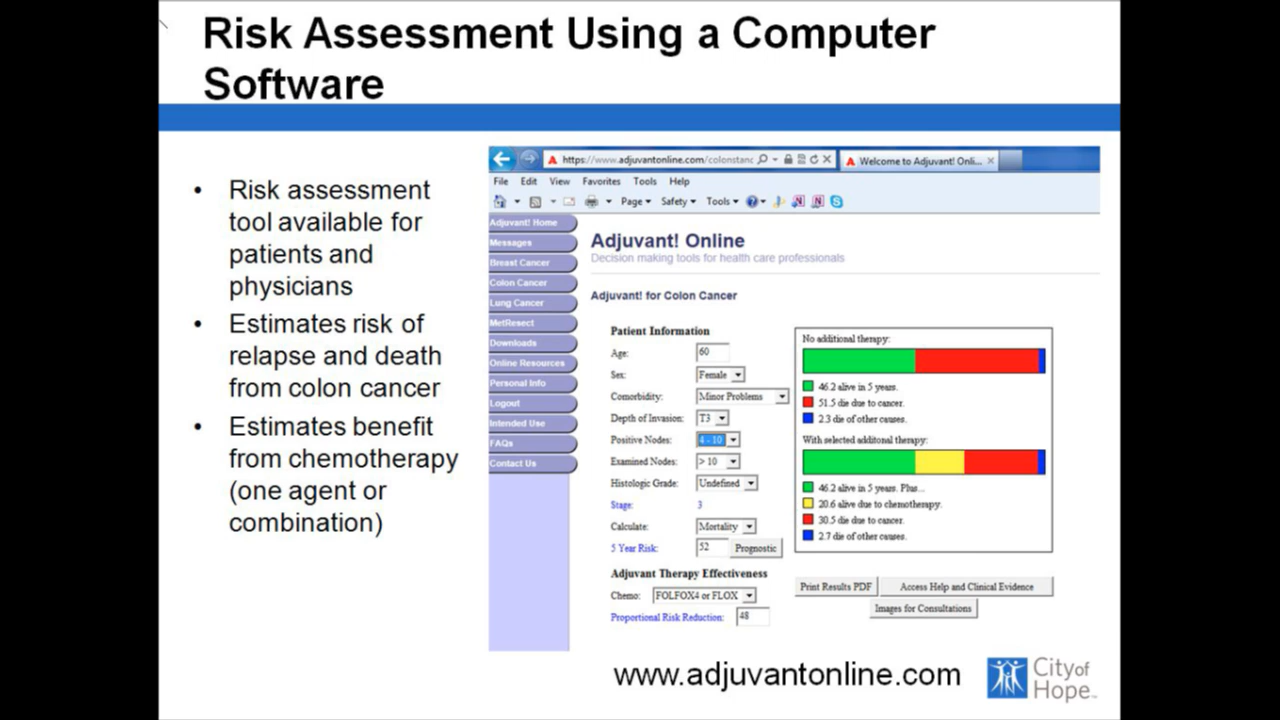 Risk Assessment Using a Computer
Software
• Risk assessment
tool available for
patients and
physicians
• Estimates risk of
relapse and death
from colon cancer
• Estimates benefit
from chemotherapy
(one agent or
combination)
https://www.adjuvantonline.com/colonstanc
Welcome to Adjuvant! Onli...
File Edit View Favorites Tools Help
Page Safety Tools
Adjuvant! Home
Messages
Breast Cancer
Colon Cancer
Lung Cancer
MetResect
Downloads
Online Resources
Personal Info
Logout
Intended Use
FAQs
Contact Us
Adjuvant! Online
Decision making tools for health care professionals
Adjuvant! for Colon Cancer
Patient Information
Age: 60
Sex: Female
Comorbidity: Minor Problems
Depth of Invasion: T3
Positive Nodes: 4 - 10
Examined Nodes: > 10
Histologic Grade: Undefined
Stage: 3
Calculate: Mortality
5 Year Risk: 52 Prognostic
Adjuvant Therapy Effectiveness
Chemo: FOLFOX4 or FLOX
Proportional Risk Reduction: 48
No additional therapy:
46.2 alive in 5 years.
51.5 die due to cancer.
2.3 die of other causes.
With selected additonal therapy:
46.2 alive in 5 years. Plus...
20.6 alive due to chemotherapy.
30.5 die due to cancer.
2.7 die of other causes.
Print Results PDF Access Help and Clinical Evidence
Images for Consultations
www.adjuvantonline.com
City of
Hope™